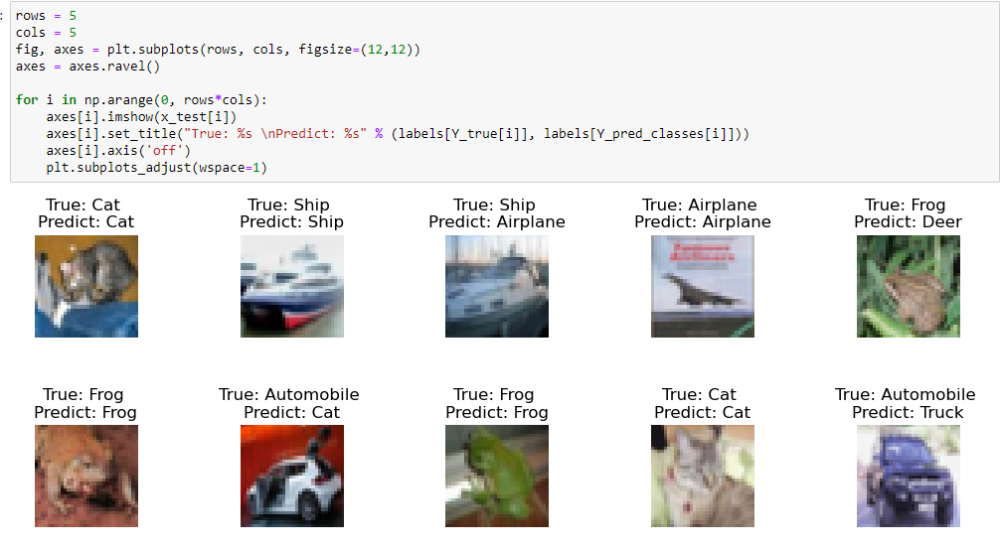 :
rows = 5
cols = 5
fig, axes = plt.subplots(rows, cols, figsize=(12,12))
axes = axes.ravel()
for i in np.arange(0, rows*cols):
    axes[i].imshow(x_test[i])
    axes[i].set_title("True: %s \nPredict: %s" % (labels[Y_true[i]], labels[Y_pred_classes[i]]))
    axes[i].axis('off')
    plt.subplots_adjust(wspace=1)
True: Cat
Predict: Cat
True: Ship
Predict: Ship
True: Ship
Predict: Airplane
True: Airplane
Predict: Airplane
True: Frog
Predict: Deer
True: Frog
Predict: Frog
True: Automobile
Predict: Cat
True: Frog
Predict: Frog
True: Cat
Predict: Cat
True: Automobile
Predict: Truck